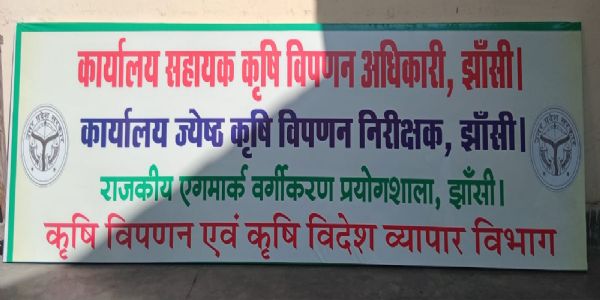 कार्यालय सहायक कृषि विपणन अधिकारी, झाँसी।
कार्यालय ज्येष्ठ कृषि विपणन निरीक्षक, झाँसी।
राजकीय एगमार्क वर्गीकरण प्रयोगशाला, झाँसी।
कृषि विपणन एवं कृषि विदेश व्यापार विभाग